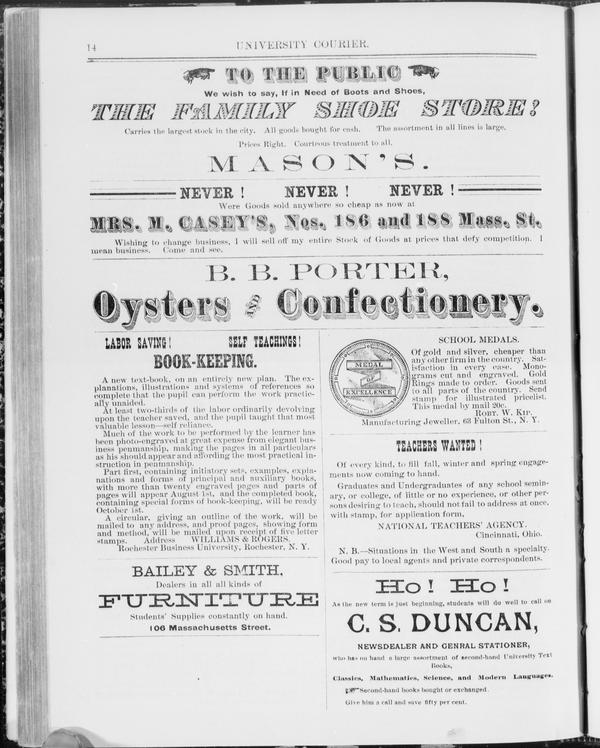 14
UNIVERSITY COURIER.
TO THE PUBLIC
We wish to say, If in Need of Boots and Shoes,
THE FAMILY SHOE STORE?
Carries the largest stock in the city. All goods bought for cash. The assortment in all lines is large.
Prices Right. Courteous treatment to all.
MASON'S.
NEVER! NEVER! NEVER!
Were Goods sold anywhere so cheap as now at
MRS. M. CASEY'S, Nos. 186 and 188 Mass. St.
Wishing to change business, I will sell off my entire Stock of Goods at prices that defy competition. I
mean business. Come and see.
B. B. PORTER,
Oysters and Confectionery.
LABOR SAVING! SELF TEACHINGS!
BOOK-KEEPING.
A new text-book, on an entirely new plan. The ex-
planations, illustrations and systems of references so
complete that the pupil can perform the work practic-
ally unaided.
At least two-thirds of the labor ordinarily devolving
upon the teacher saved, and the pupil taught that most
valuable lesson—self reliance.
Much of the work to be performed by the learner has
been photo-engraved at great expense from elegant bus-
iness penmanship, making the pages in all particulars
as his should appear and affording the most practical in-
struction in penmanship.
Part first, containing initiatory sets, examples, expla-
nations and forms of principal and auxiliary books,
with more than twenty engraved pages and parts of
pages will appear August 1st, and the completed book,
containing special forms of book-keeping, will be ready
October 1st.
A circular, giving an outline of the work, will be
mailed to any address, and proof pages, showing form
and method, will be mailed upon receipt of five letter
stamps. Address WILLIAMS & ROGERS,
Rochester Business University, Rochester, N. Y.
BAILEY & SMITH,
Dealers in all all kinds of
FURNITURE
Students' Supplies constantly on hand.
106 Massachusetts Street.
SCHOOL MEDALS.
MEDAL
OF
EXCELLENCE
Of gold and silver, cheaper than
any other firm in the country. Sat-
isfaction in every case. Mono-
grams cut and engraved. Gold
Rings made to order. Goods sent
to all parts of the country. Send
stamp for illustrated pricelist.
This medal by mail 20c.
ROBT. W. KIP,
Manufacturing Jeweller, 63 Fulton St., N. Y.
TEACHERS WANTED!
Of every kind, to fill fall, winter and spring engage-
ments now coming to hand.
Graduates and Undergraduates of any school semin-
ary, or college, of little or no experience, or other per-
sons desiring to teach, should not fail to address at once,
with stamp, for application form,
NATIONAL TEACHERS' AGENCY.
Cincinnati, Ohio.
N. B.—Situations in the West and South a specialty.
Good pay to local agents and private correspondents.
HO! HO!
As the new term is just beginning, students will do well to call on
C. S. DUNCAN,
NEWSDEALER AND GENRAL STATIONER,
who has on hand a large assortment of second-hand University Text
Books,
Classics, Mathematics, Science, and Modern Languages.
Second-hand books bought or exchanged.
Give him a call and save fifty per cent.